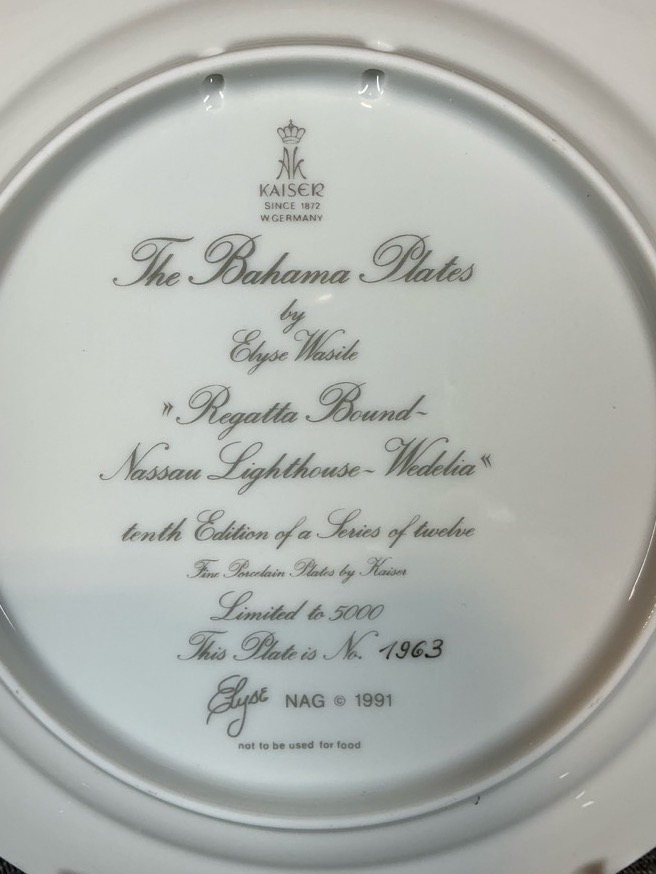 AK
KAISER
SINCE 1872
W.GERMANY
The Bahama Plates
by
Elyse Wasile
"Regatta Bound-
Nassau Lighthouse~Wedelia"
tenth Edition of a Series of twelve
Fine Porcelain Plates by Kaiser
Limited to 5000
This Plate is No. 1963
Elyse NAG © 1991
not to be used for food